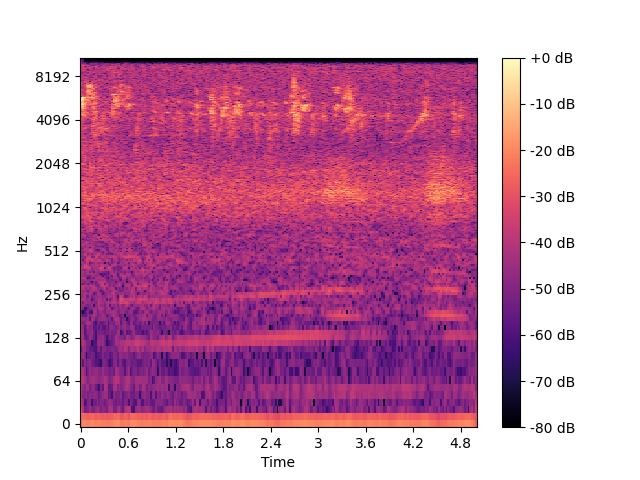 8192
4096
2048
1024
512
256
128
64
0
Hz
0 0.6 1.2 1.8 2.4 3 3.6 4.2 4.8
Time
+0 dB
-10 dB
-20 dB
-30 dB
-40 dB
-50 dB
-60 dB
-70 dB
-80 dB